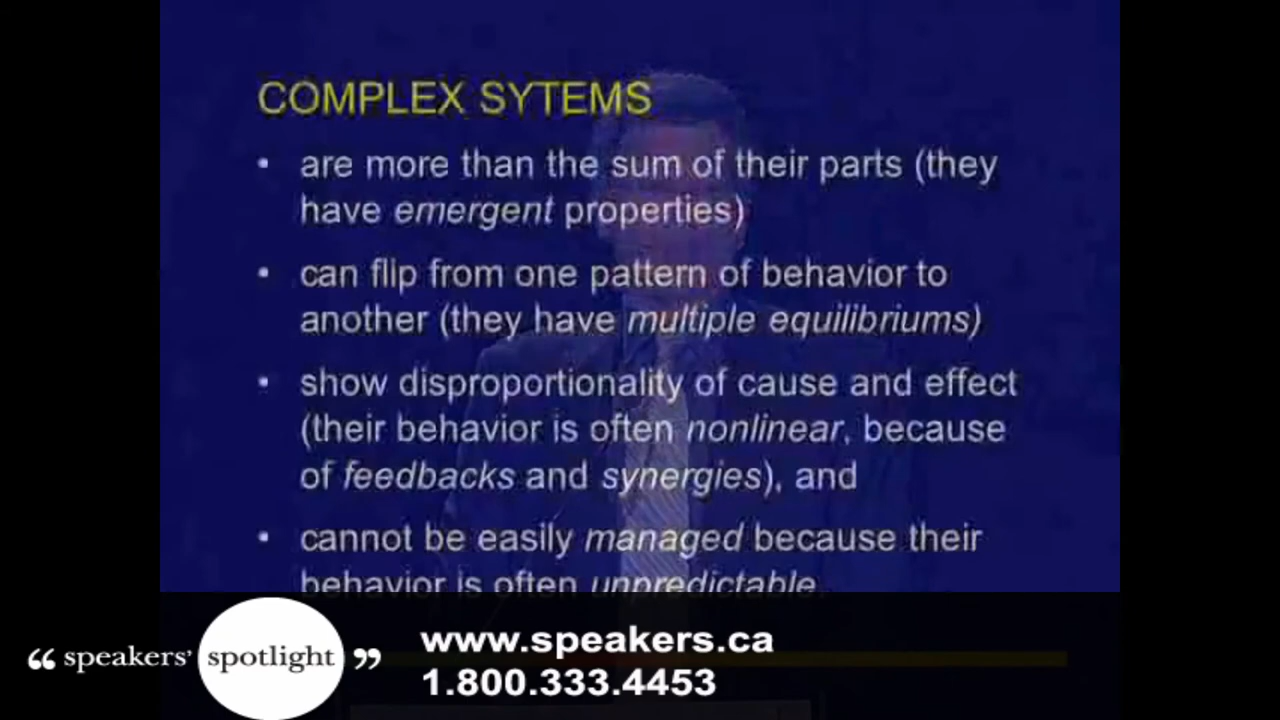 COMPLEX SYTEMS
• are more than the sum of their parts (they
have emergent properties)
• can flip from one pattern of behavior to
another (they have multiple equilibriums)
• show disproportionality of cause and effect
(their behavior is often nonlinear, because
of feedbacks and synergies), and
• cannot be easily managed because their
behavior is often unpredictable.
“ speakers’ spotlight ”
www.speakers.ca
1.800.333.4453